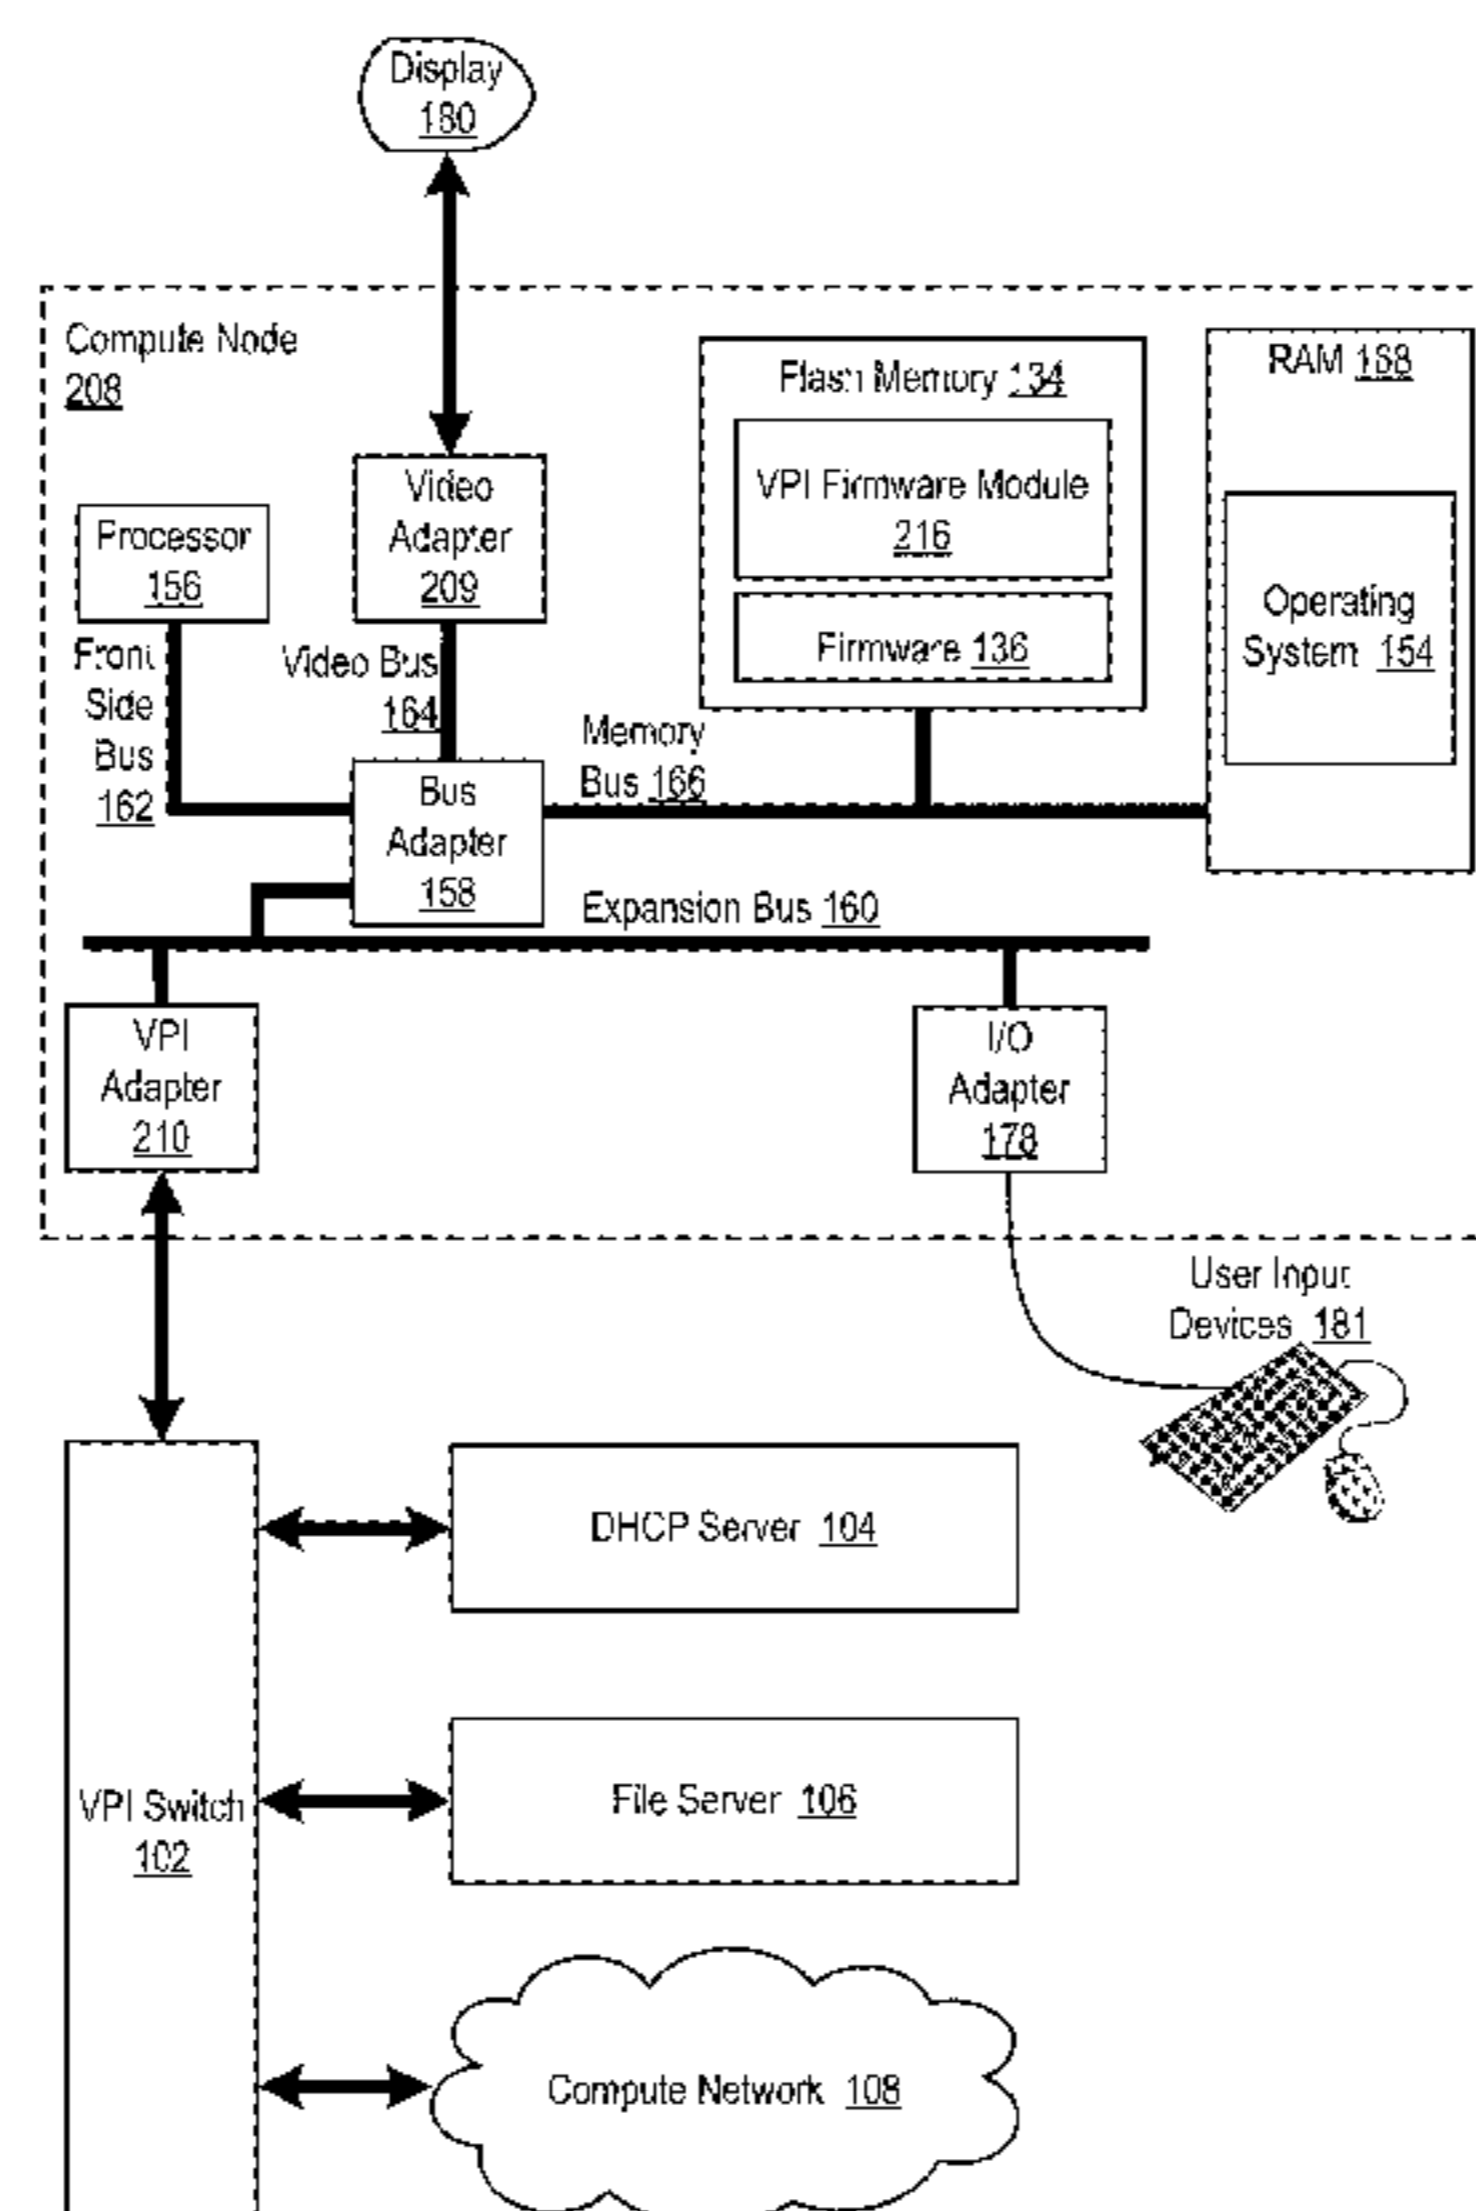 Display
180
Compute Node
208
Flash Memory 134
RAM 168
VPI Firmware Module
216
Video
Adapter
209
Processor
156
Operating
System 154
Firmware 136
Front
Side
Bus
162
Video Bus
164
Memory
Bus 166
Bus
Adapter
158
Expansion Bus 160
VPI
Adapter
210
I/O
Adapter
178
User Input
Devices 181
DHCP Server 104
VPI Switch
102
File Server 106
Compute Network 108